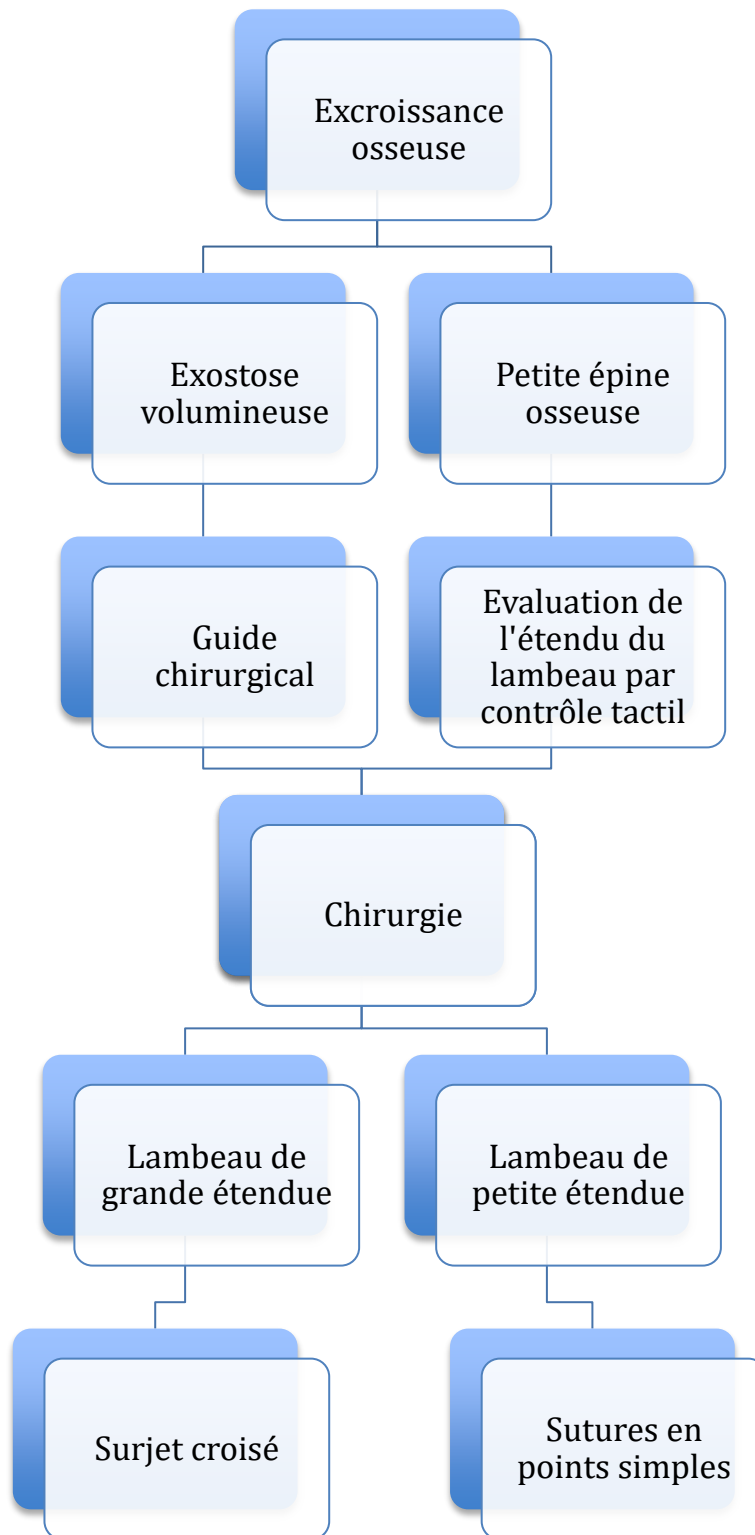 Excroissance
osseuse
Exostose
volumineuse
Petite épine
osseuse
Guide
chirurgical
Evaluation de
l'étendu du
lambeau par
contrôle tactil
Chirurgie
Lambeau de
grande étendue
Lambeau de
petite étendue
Surjet croisé
Sutures en
points simples